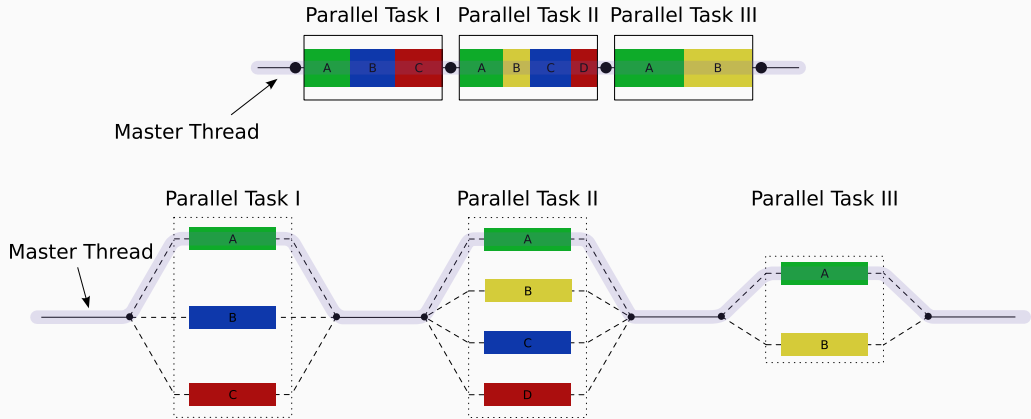 Parallel Task I Parallel Task II Parallel Task III
A B C A B C D A B
Master Thread
Parallel Task I Parallel Task II Parallel Task III
A A
Master Thread
A
B
B
C
B
C D